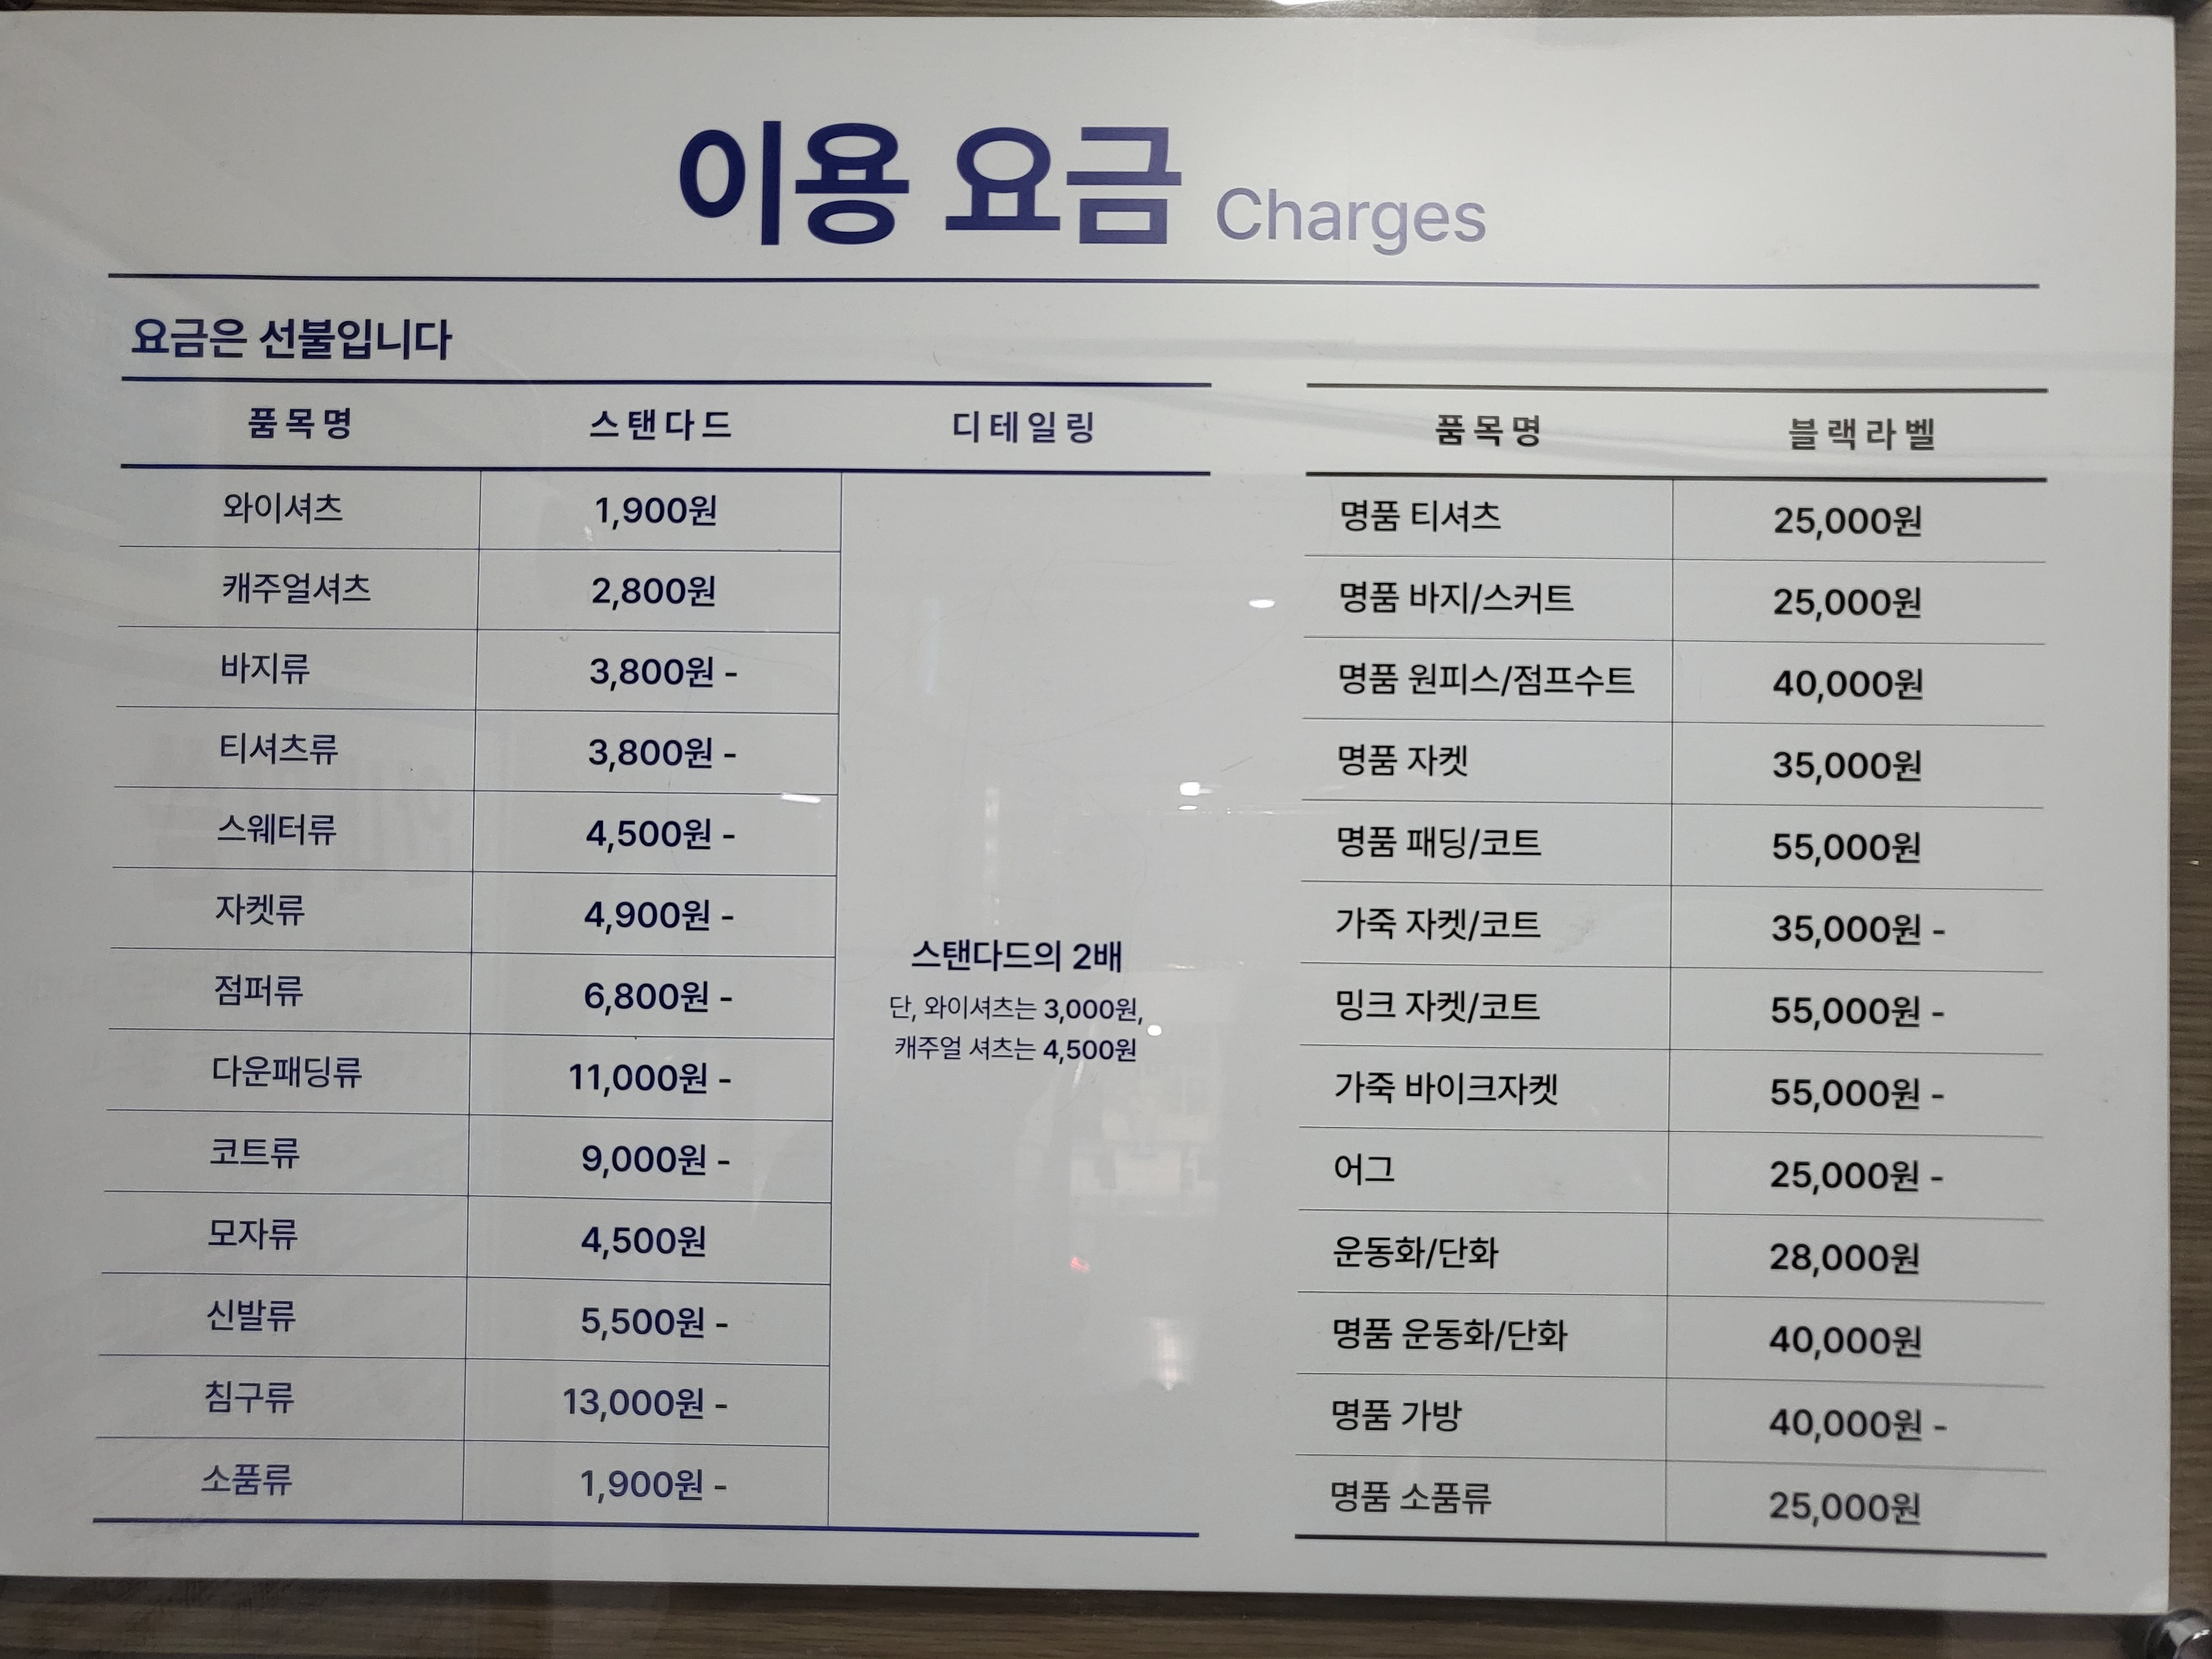 이용 요금 Charges
요금은 선불입니다
품목명 스탠다드 디테일링
와이셔츠 1,900원
캐주얼셔츠 2,800원
바지류 3,800원 -
티셔츠류 3,800원 -
스웨터류 4,500원 -
자켓류 4,900원 -
점퍼류 6,800원 -
다운패딩류 11,000원 -
코트류 9,000원 -
모자류 4,500원
신발류 5,500원 -
침구류 13,000원 -
소품류 1,900원 -
스탠다드의 2배
단, 와이셔츠는 3,000원,
캐주얼 셔츠는 4,500원
품목명 블랙라벨
명품 티셔츠 25,000원
명품 바지/스커트 25,000원
명품 원피스/점프수트 40,000원
명품 자켓 35,000원
명품 패딩/코트 55,000원
가죽 자켓/코트 35,000원 -
밍크 자켓/코트 55,000원 -
가죽 바이크자켓 55,000원 -
어그 25,000원 -
운동화/단화 28,000원
명품 운동화/단화 40,000원
명품 가방 40,000원 -
명품 소품류 25,000원